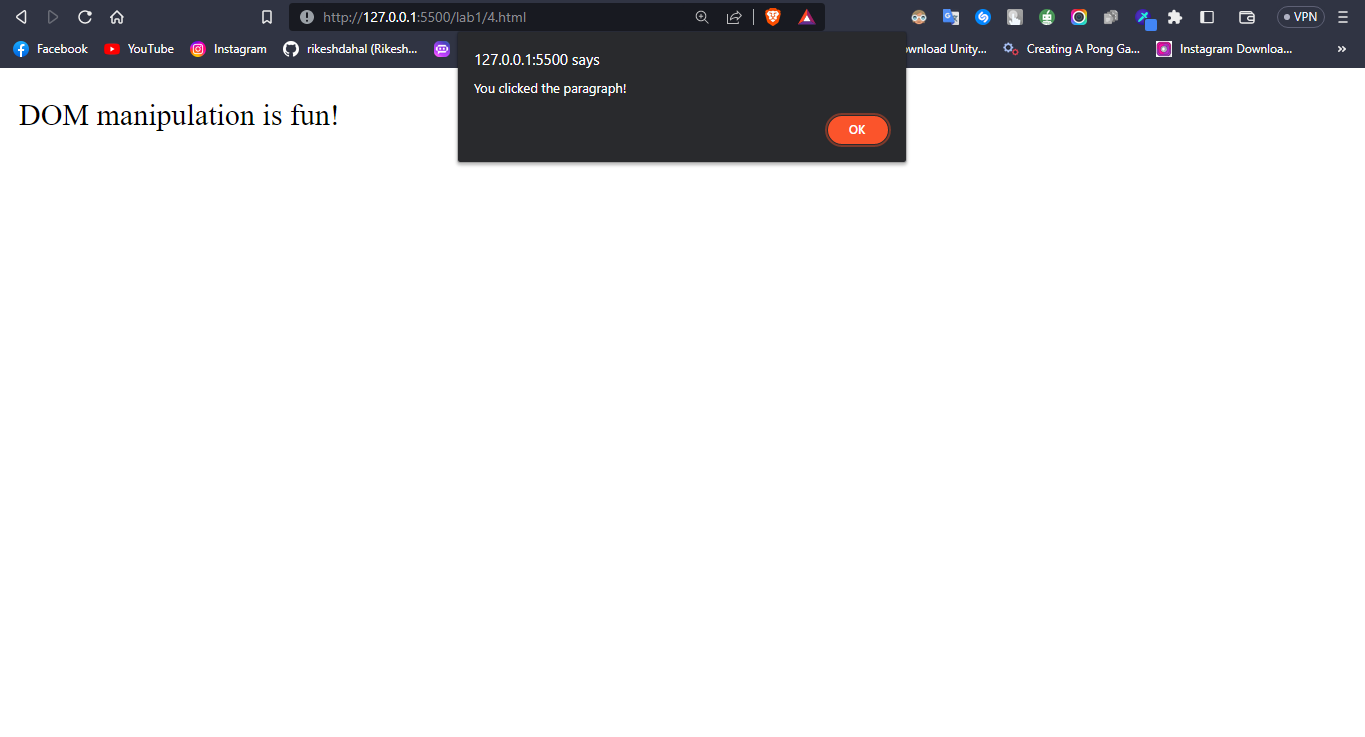 http://127.0.0.1:5500/lab1/4.html
VPN
Facebook
YouTube
Instagram
rikeshdahal (Rikesh...
ownload Unity...
Creating A Pong Ga...
Instagram Downloa...
»
127.0.0.1:5500 says
You clicked the paragraph!
OK
DOM manipulation is fun!